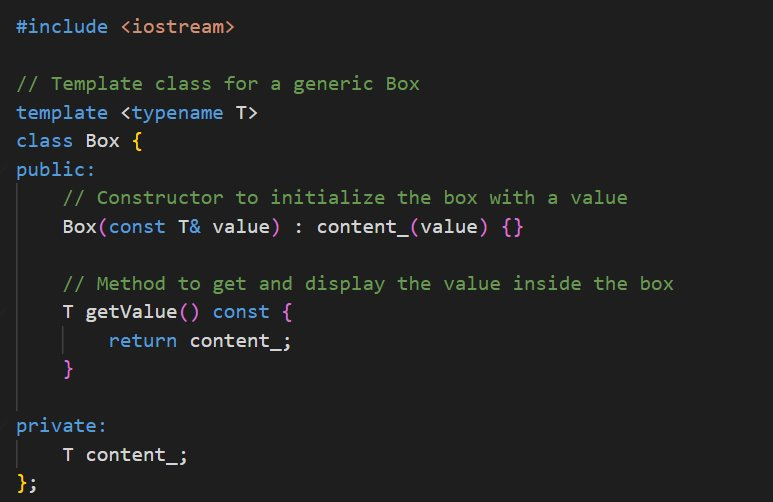 #include <iostream>
// Template class for a generic Box
template <typename T>
class Box {
public:
    // Constructor to initialize the box with a value
    Box(const T& value) : content_(value) {}
    // Method to get and display the value inside the box
    T getValue() const {
        return content_;
    }
private:
    T content_;
};